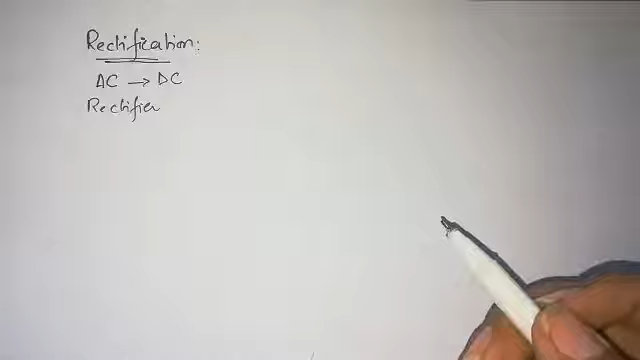 Rectification:
AC → DC
Rectifier